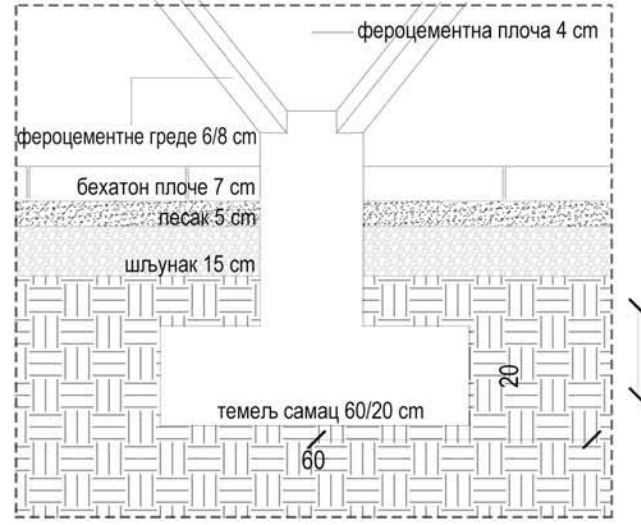 фероцементна плоча 4 cm
фероцементне греде 6/8 cm
бехатон плоче 7 cm
песак 5 cm
шљунак 15 cm
20
темељ самац 60/20 cm
60